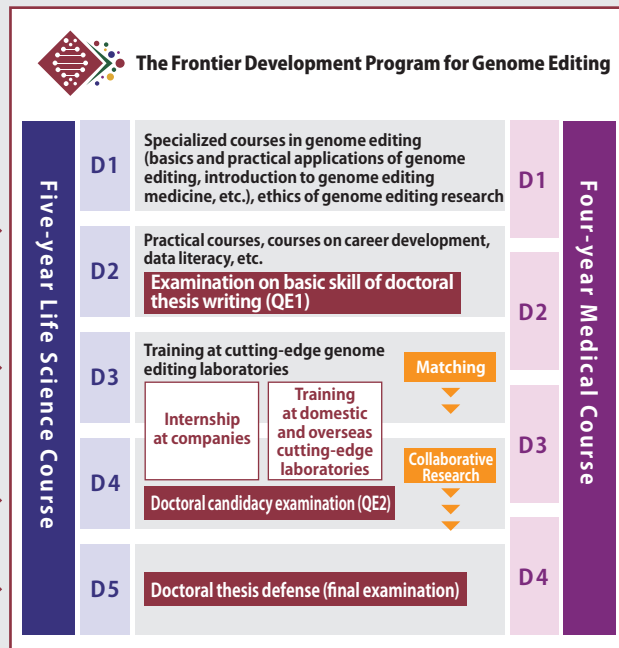 The Frontier Development Program for Genome Editing
Five-year Life Science Course
D1
Specialized courses in genome editing
(basics and practical applications of genome
editing, introduction to genome editing
medicine, etc.), ethics of genome editing research
D2
Practical courses, courses on career development,
data literacy, etc.
Examination on basic skill of doctoral
thesis writing (QE1)
D3
Training at cutting-edge genome
editing laboratories
Matching
Internship
at companies
Training
at domestic
and overseas
cutting-edge
laboratories
D4
Collaborative
Research
Doctoral candidacy examination (QE2)
D5
Doctoral thesis defense (final examination)
D1
D2
D3
D4
Four-year Medical Course